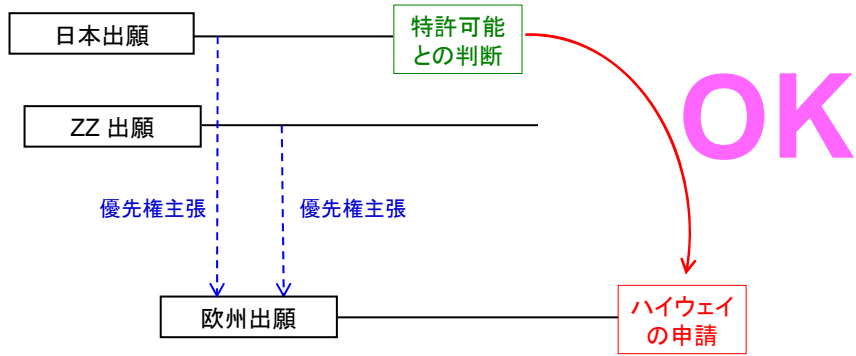 日本出願
特許可能
との判断
OK
ZZ 出願
優先権主張
優先権主張
欧州出願
ハイウェイ
の申請